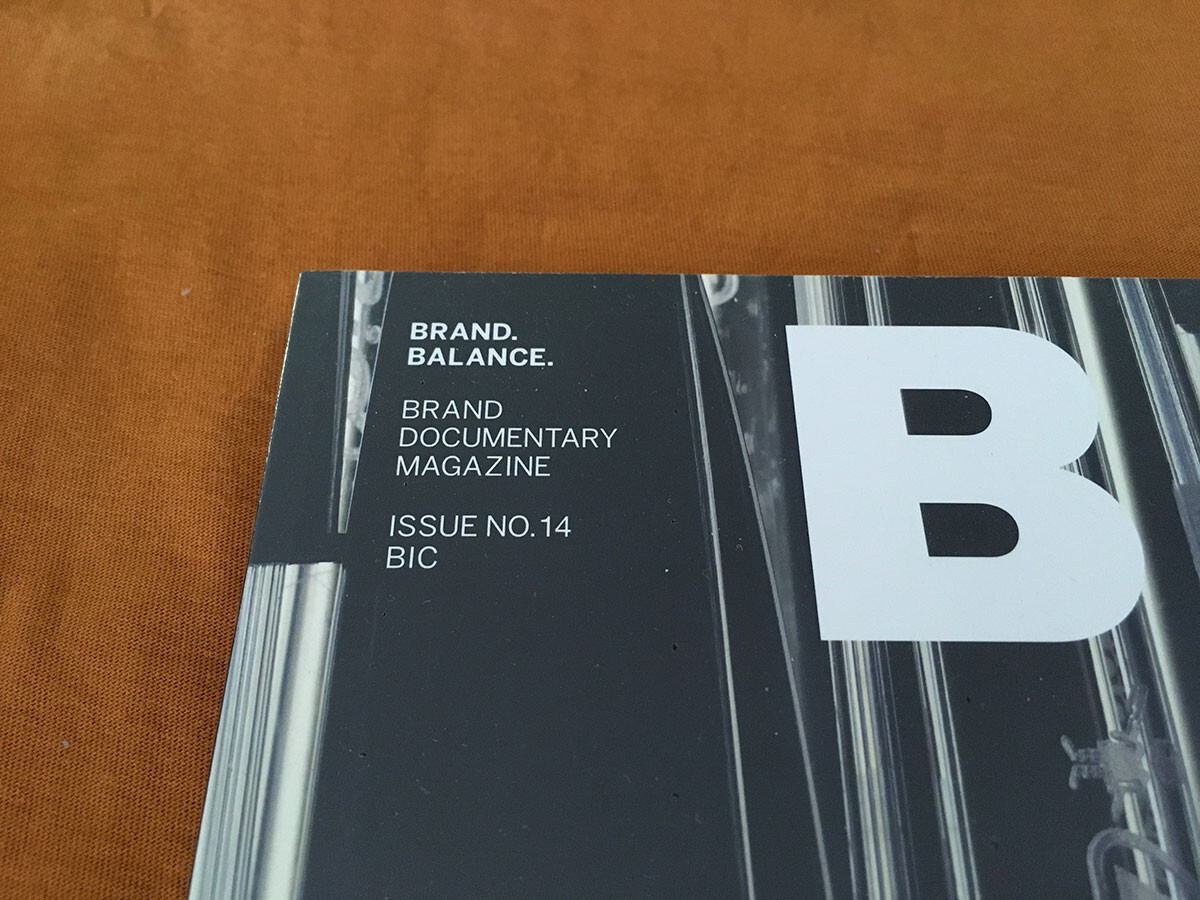 BRAND.
BALANCE.
BRAND
DOCUMENTARY
MAGAZINE
ISSUE NO.14
BIC
B